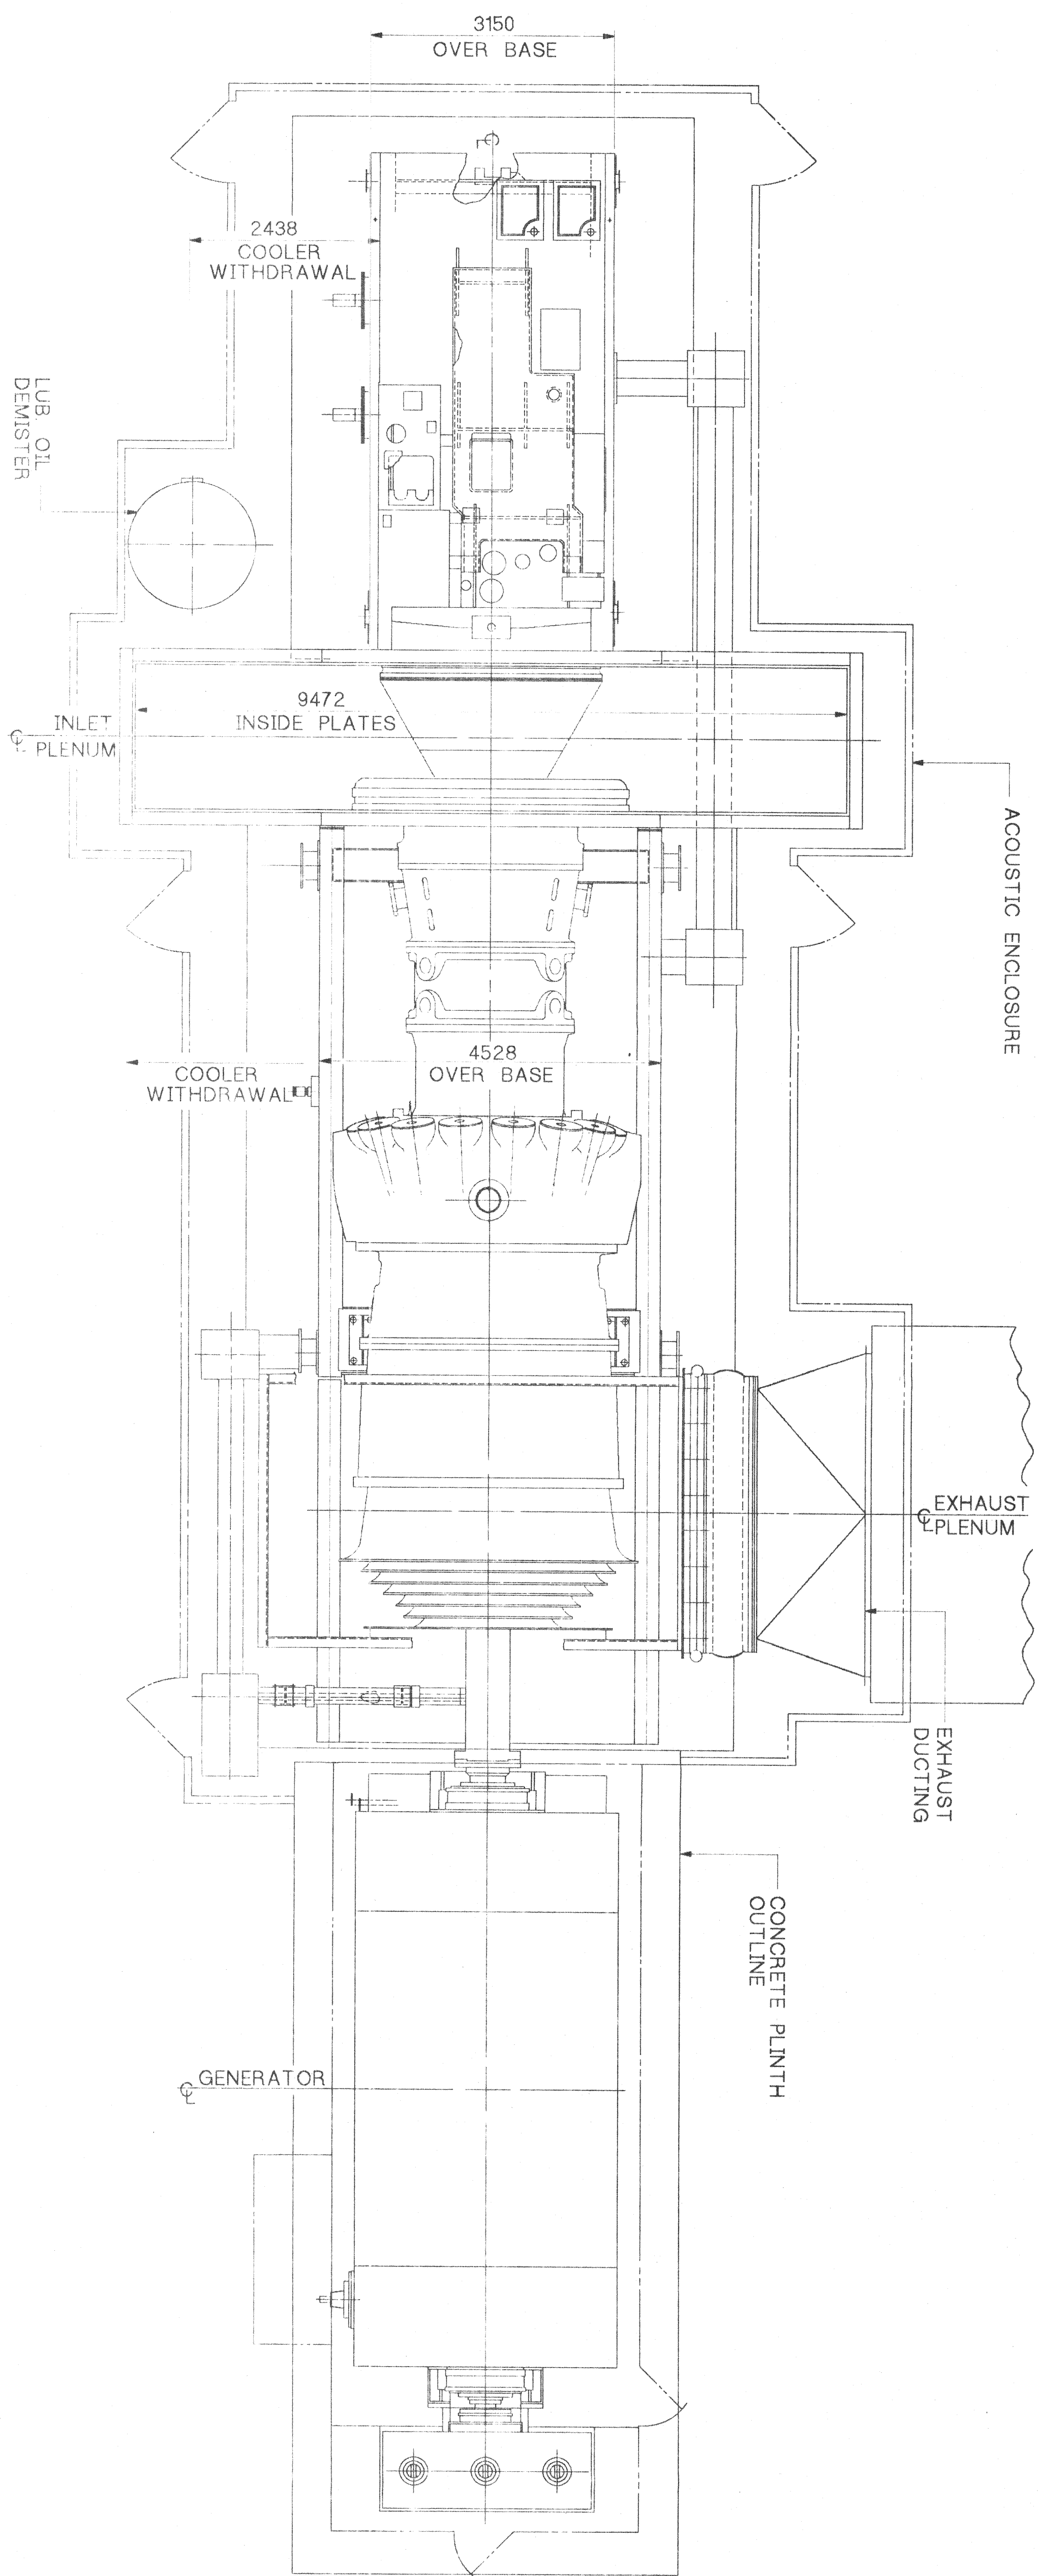 3150
OVER BASE
2438
COOLER
WITHDRAWAL
LUB. OIL
DEMISTER
9472
INSIDE PLATES
INLET
℄ PLENUM
ACOUSTIC ENCLOSURE
4528
OVER BASE
COOLER
WITHDRAWAL
EXHAUST
℄ PLENUM
EXHAUST
DUCTING
CONCRETE PLINTH
OUTLINE
℄ GENERATOR